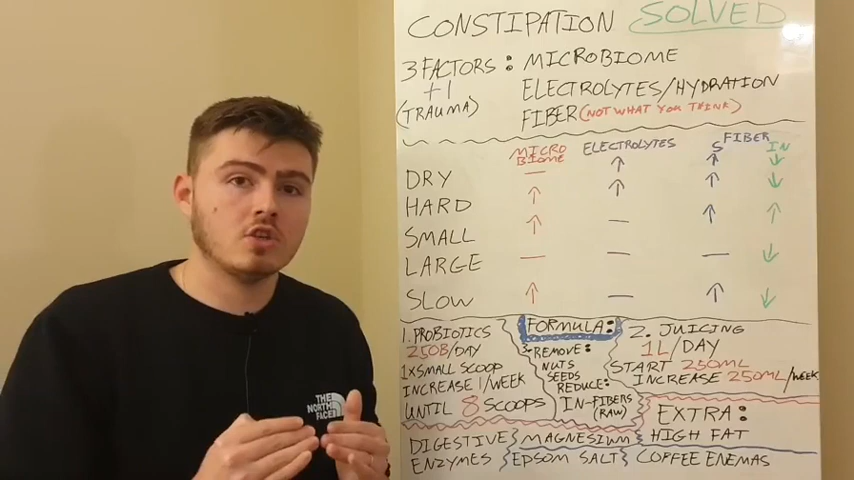 CONSTIPATION SOLVED
3 FACTORS: MICROBIOME
+1 ELECTROLYTES/HYDRATION
(TRAUMA) FIBER (NOT WHAT YOU THINK)
MICRO BIOME ELECTROLYTES S FIBER IN
DRY — ↑ ↑ ↓
HARD ↑ ↑ ↑ ↓
SMALL ↑ — ↑ ↑
LARGE — — — ↓
SLOW ↑ — ↑ ↓
1. PROBIOTICS
250B/DAY
1X SMALL SCOOP
INCREASE 1/WEEK
UNTIL 8 SCOOPS
FORMULA:
3. REMOVE:
NUTS
SEEDS
REDUCE:
IN-FIBERS
(RAW)
2. JUICING
1L/DAY
START 250ML
INCREASE 250ML/WEEK
EXTRA:
HIGH FAT
DIGESTIVE
ENZYMES
MAGNESIUM
EPSOM SALT
COFFEE ENEMAS
THE
NORTH
FACE